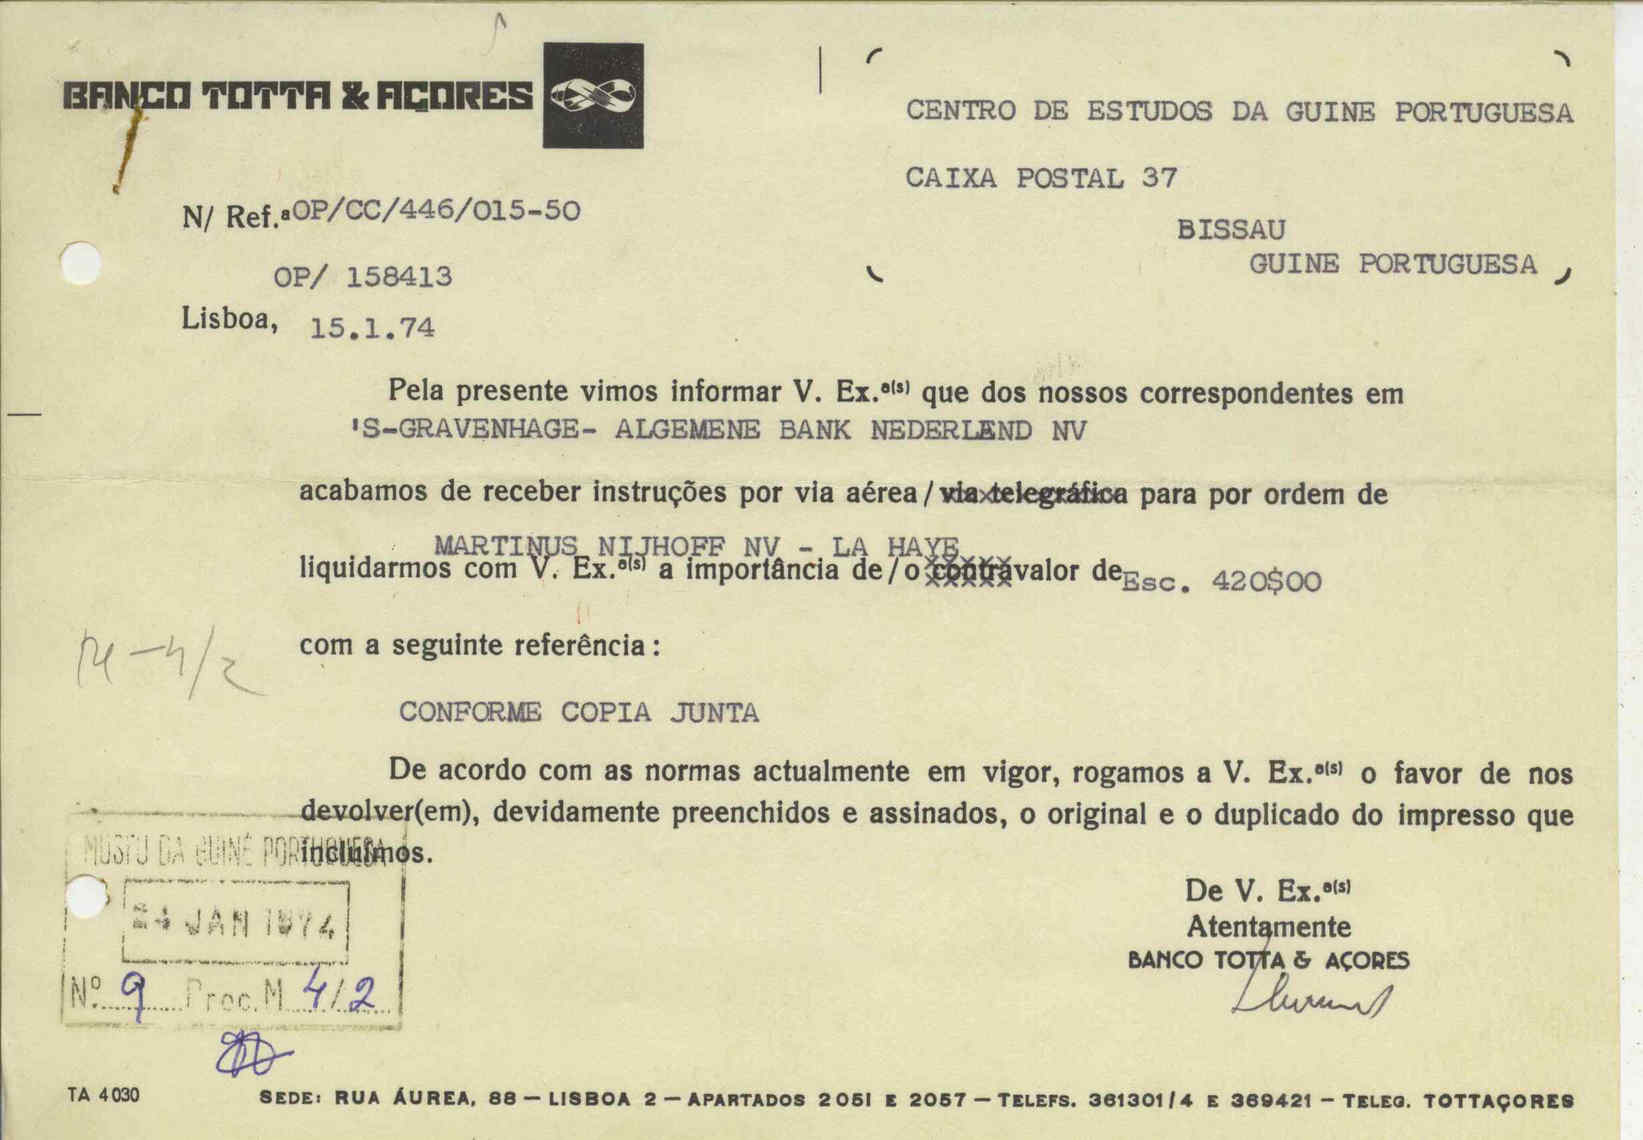 BANCO TOTTA & AÇORES
CENTRO DE ESTUDOS DA GUINE PORTUGUESA
CAIXA POSTAL 37
BISSAU
GUINE PORTUGUESA
N/ Ref.ª OP/CC/446/015-50
OP/ 158413
Lisboa, 15.1.74
Pela presente vimos informar V. Ex.ª(s) que dos nossos correspondentes em
'S-GRAVENHAGE- ALGEMENE BANK NEDERLEND NV
acabamos de receber instruções por via aérea / via telegráfica para por ordem de
MARTINUS NIJHOFF NV - LA HAYE
liquidarmos com V. Ex.ª(s) a importância de / o contravalor de Esc. 420$00
com a seguinte referência :
M-4/2
CONFORME COPIA JUNTA
De acordo com as normas actualmente em vigor, rogamos a V. Ex.ª(s) o favor de nos
devolver(em), devidamente preenchidos e assinados, o original e o duplicado do impresso que
incluímos.
MUSEU DA GUINÉ PORTUGUESA
24 JAN 1974
Nº 9 Proc. M 4/2
De V. Ex.ª(s)
Atentamente
BANCO TOTTA & AÇORES
TA 4030
SEDE: RUA ÁUREA, 88 — LISBOA 2 — APARTADOS 2051 E 2057 — TELEFS. 361301/4 E 369421 — TELEG. TOTTAÇORES